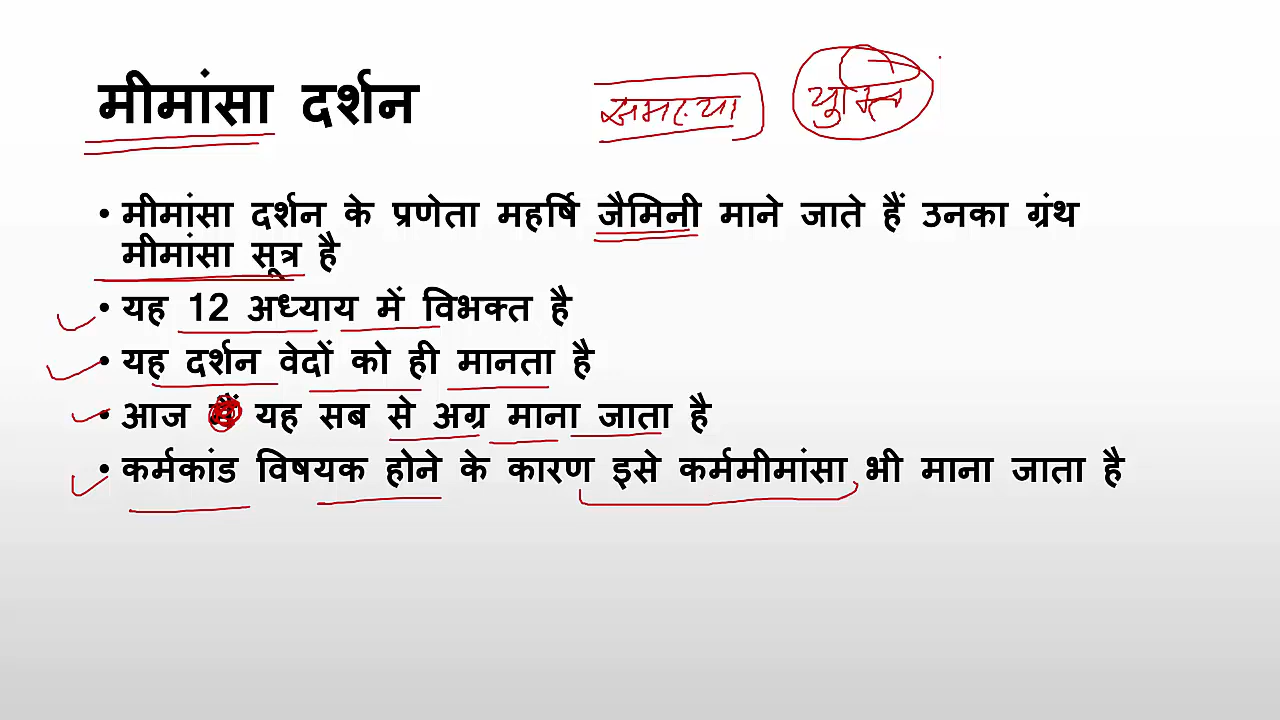 मीमांसा दर्शन
समस्या
युक्ति
• मीमांसा दर्शन के प्रणेता महर्षि जैमिनी माने जाते हैं उनका ग्रंथ
मीमांसा सूत्र है
• यह 12 अध्याय में विभक्त है
• यह दर्शन वेदों को ही मानता है
• आज यह सब से अग्र माना जाता है
• कर्मकांड विषयक होने के कारण इसे कर्ममीमांसा भी माना जाता है